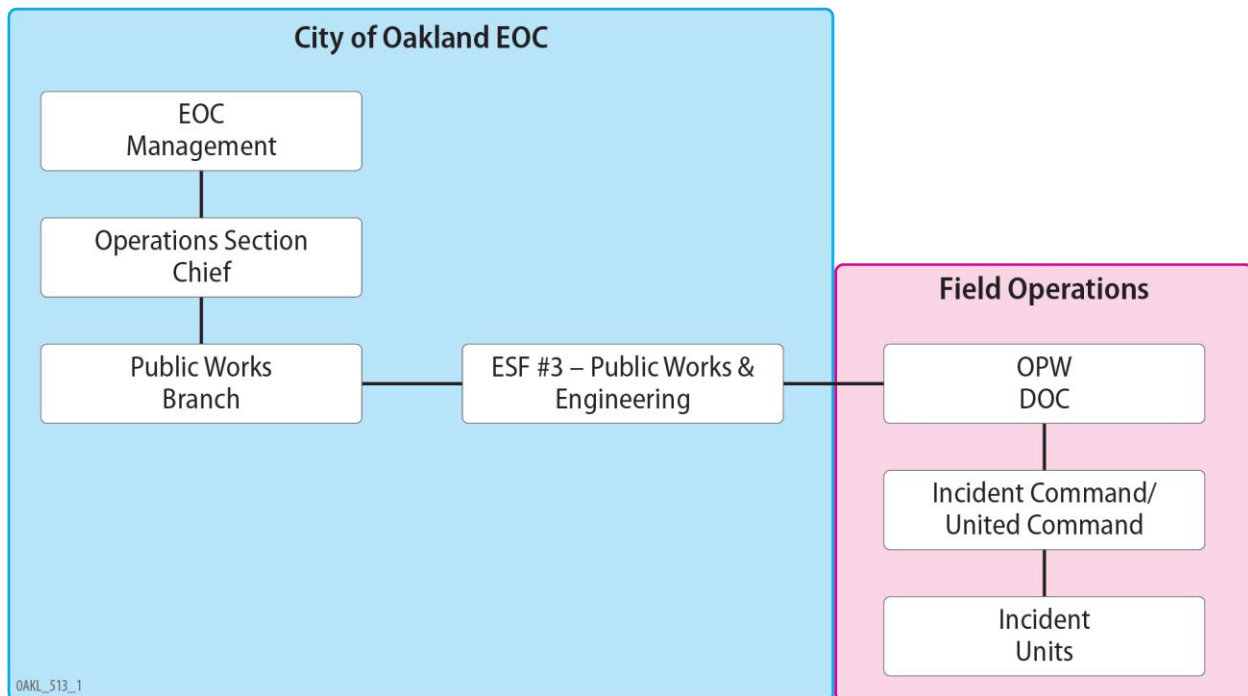 City of Oakland EOC
EOC
Management
Operations Section
Chief
Public Works
Branch
ESF #3 – Public Works &
Engineering
Field Operations
OPW
DOC
Incident Command/
United Command
Incident
Units
OAKL_513_1